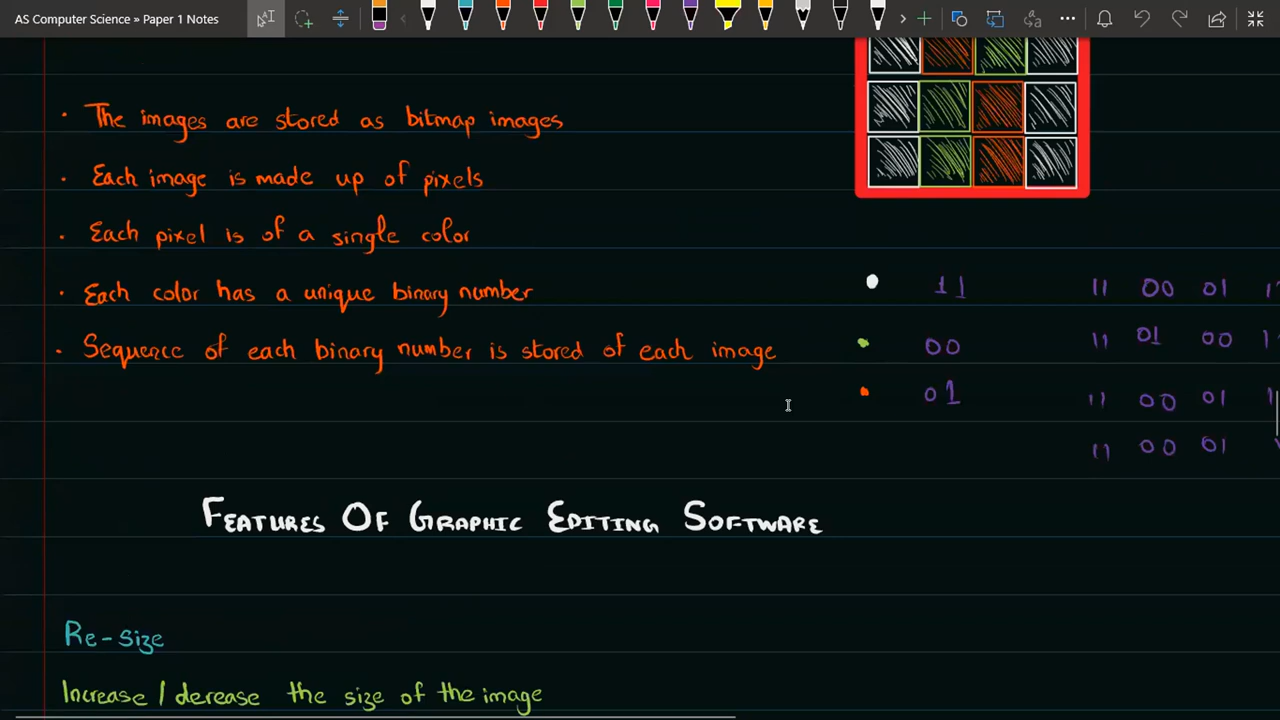 AS Computer Science » Paper 1 Notes
• The images are stored as bitmap images
• Each image is made up of pixels
• Each pixel is of a single color
• Each color has a unique binary number
• Sequence of each binary number is stored of each image
11
00
01
11 00 01
11 01 00
11 00 01
11 00 01
FEATURES OF GRAPHIC EDITING SOFTWARE
Re-size
Increase / derease the size of the image